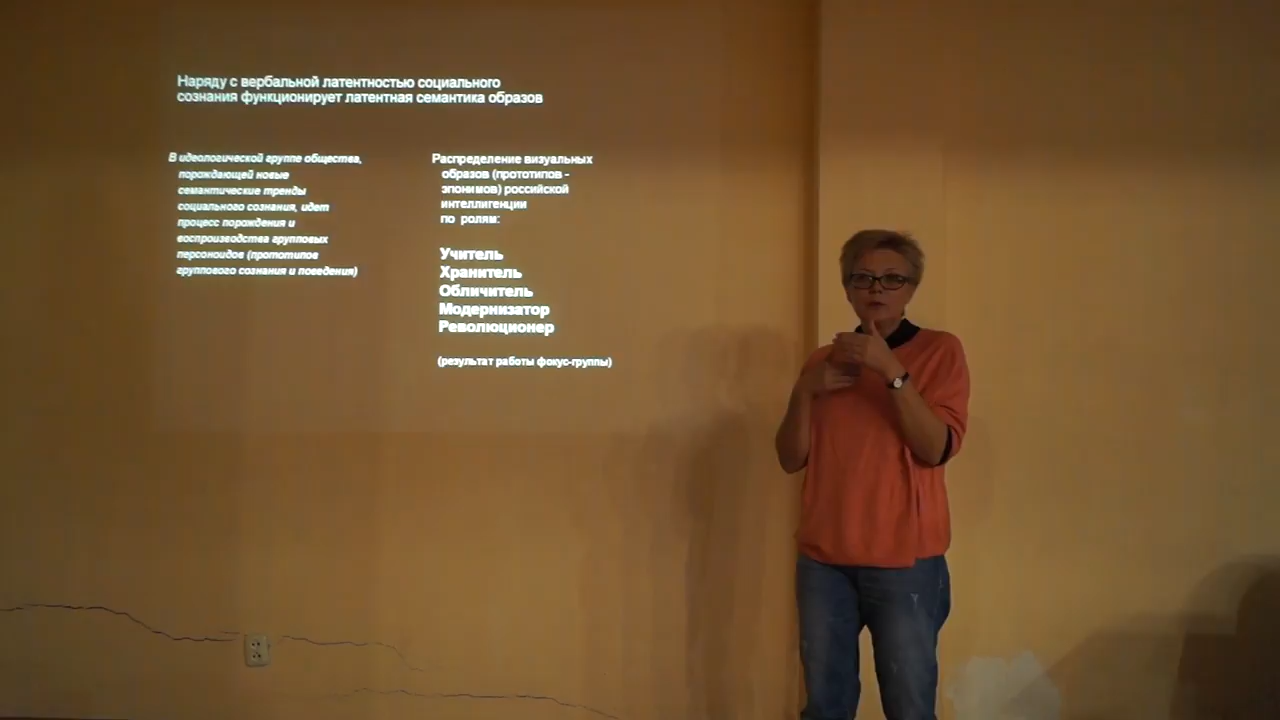 Наряду с вербальной латентностью социального
сознания функционирует латентная семантика образов
В идеологической группе общества,
порождающей новые
семантические тренды
социального сознания, идет
процесс порождения и
воспроизводства групповых
персоноидов (прототипов
группового сознания и поведения)
Распределение визуальных
образов (прототипов -
эпонимов) российской
интеллигенции
по ролям:
Учитель
Хранитель
Обличитель
Модернизатор
Революционер
(результат работы фокус-группы)